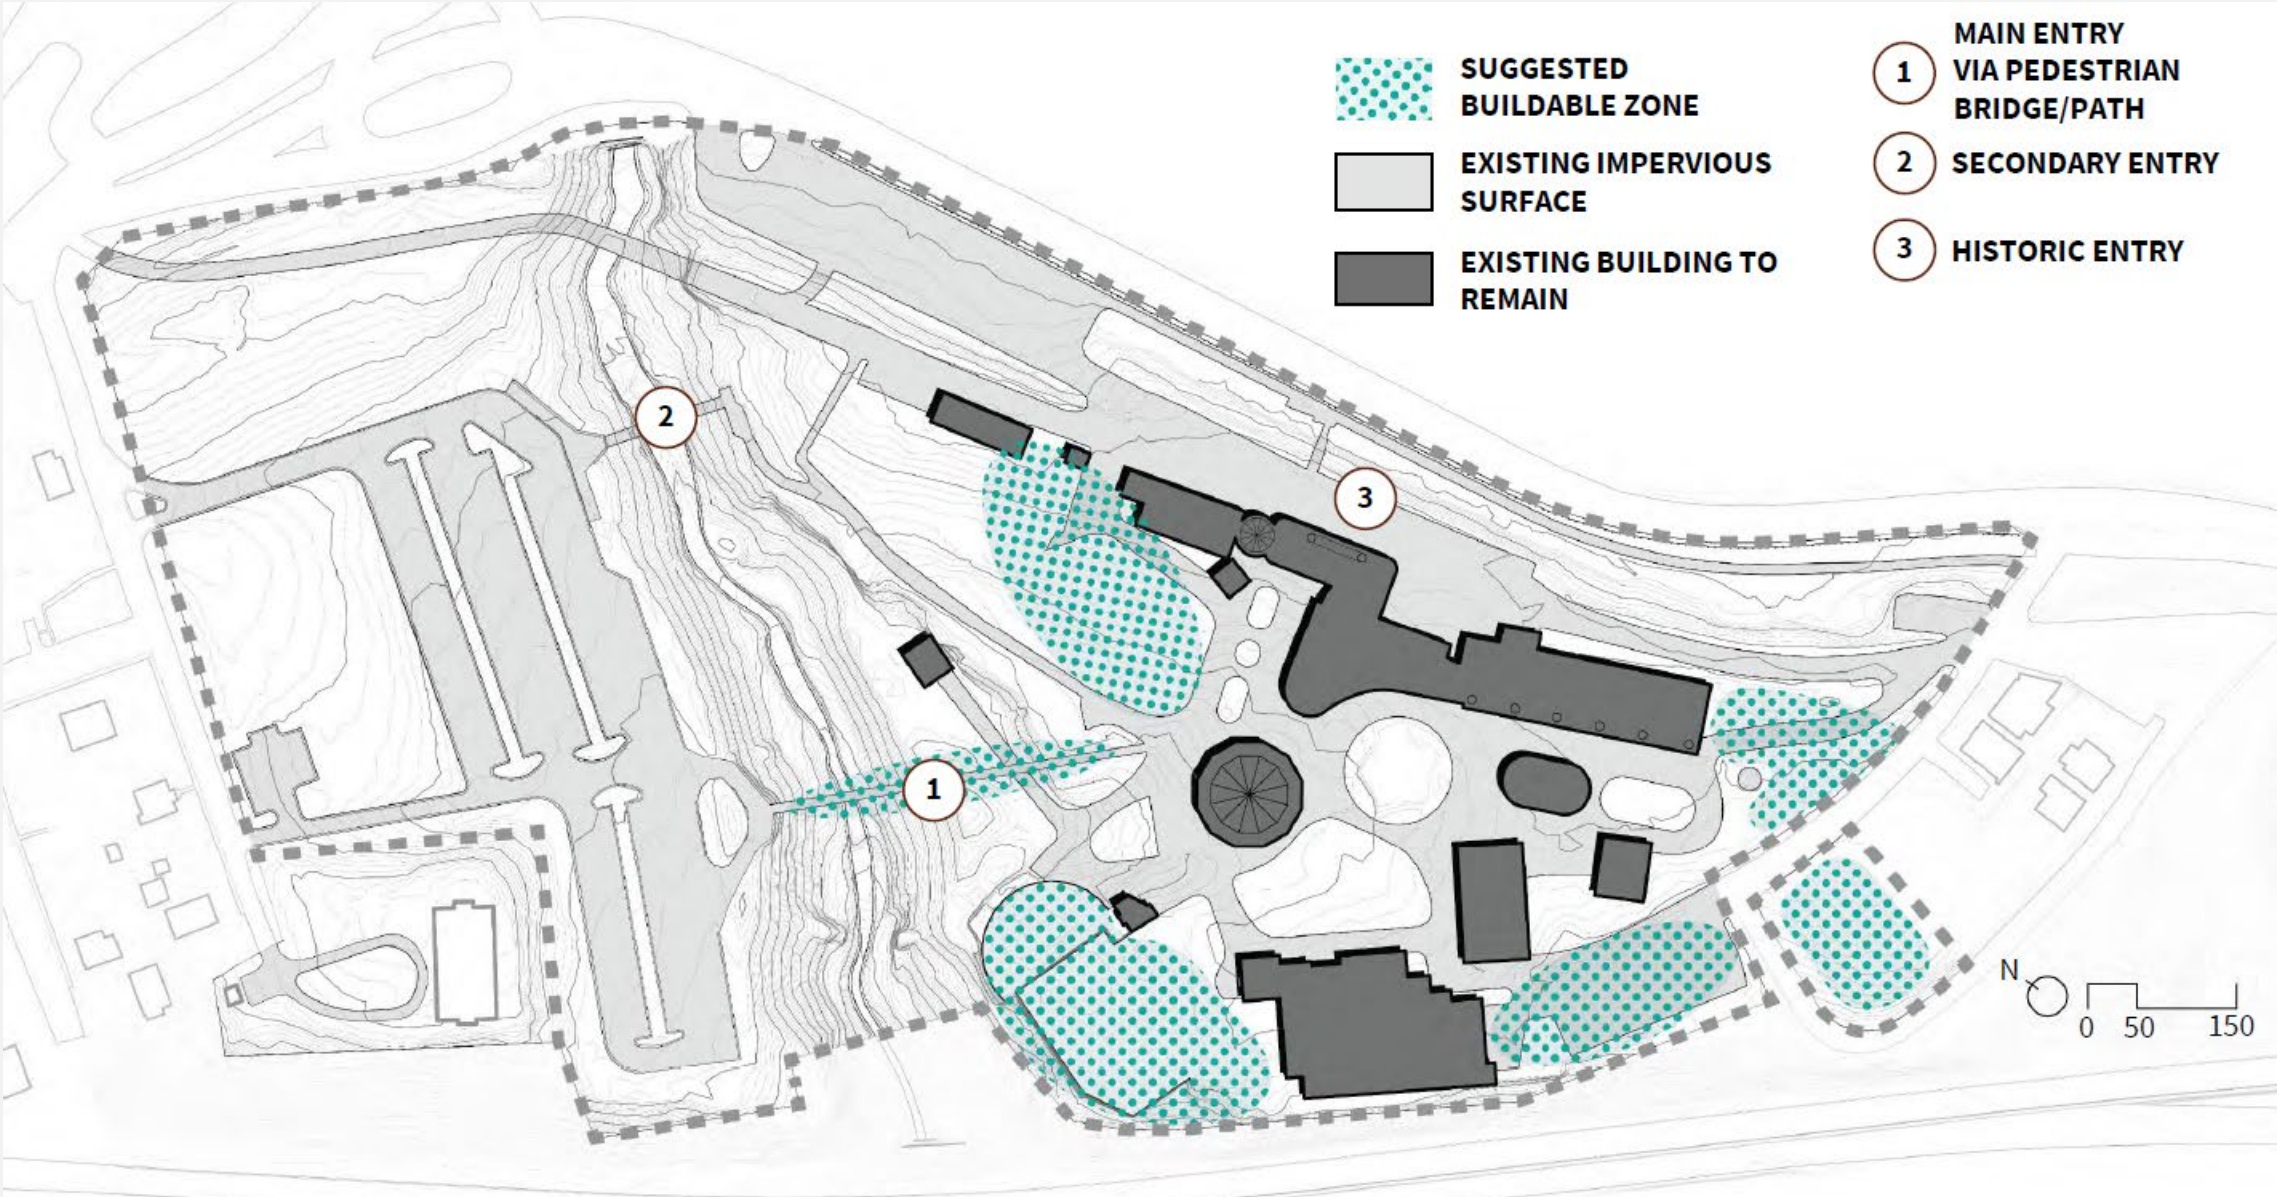 SUGGESTED
BUILDABLE ZONE
EXISTING IMPERVIOUS
SURFACE
EXISTING BUILDING TO
REMAIN
1
MAIN ENTRY
VIA PEDESTRIAN
BRIDGE/PATH
2
SECONDARY ENTRY
3
HISTORIC ENTRY
2
3
1
N
0 50 150